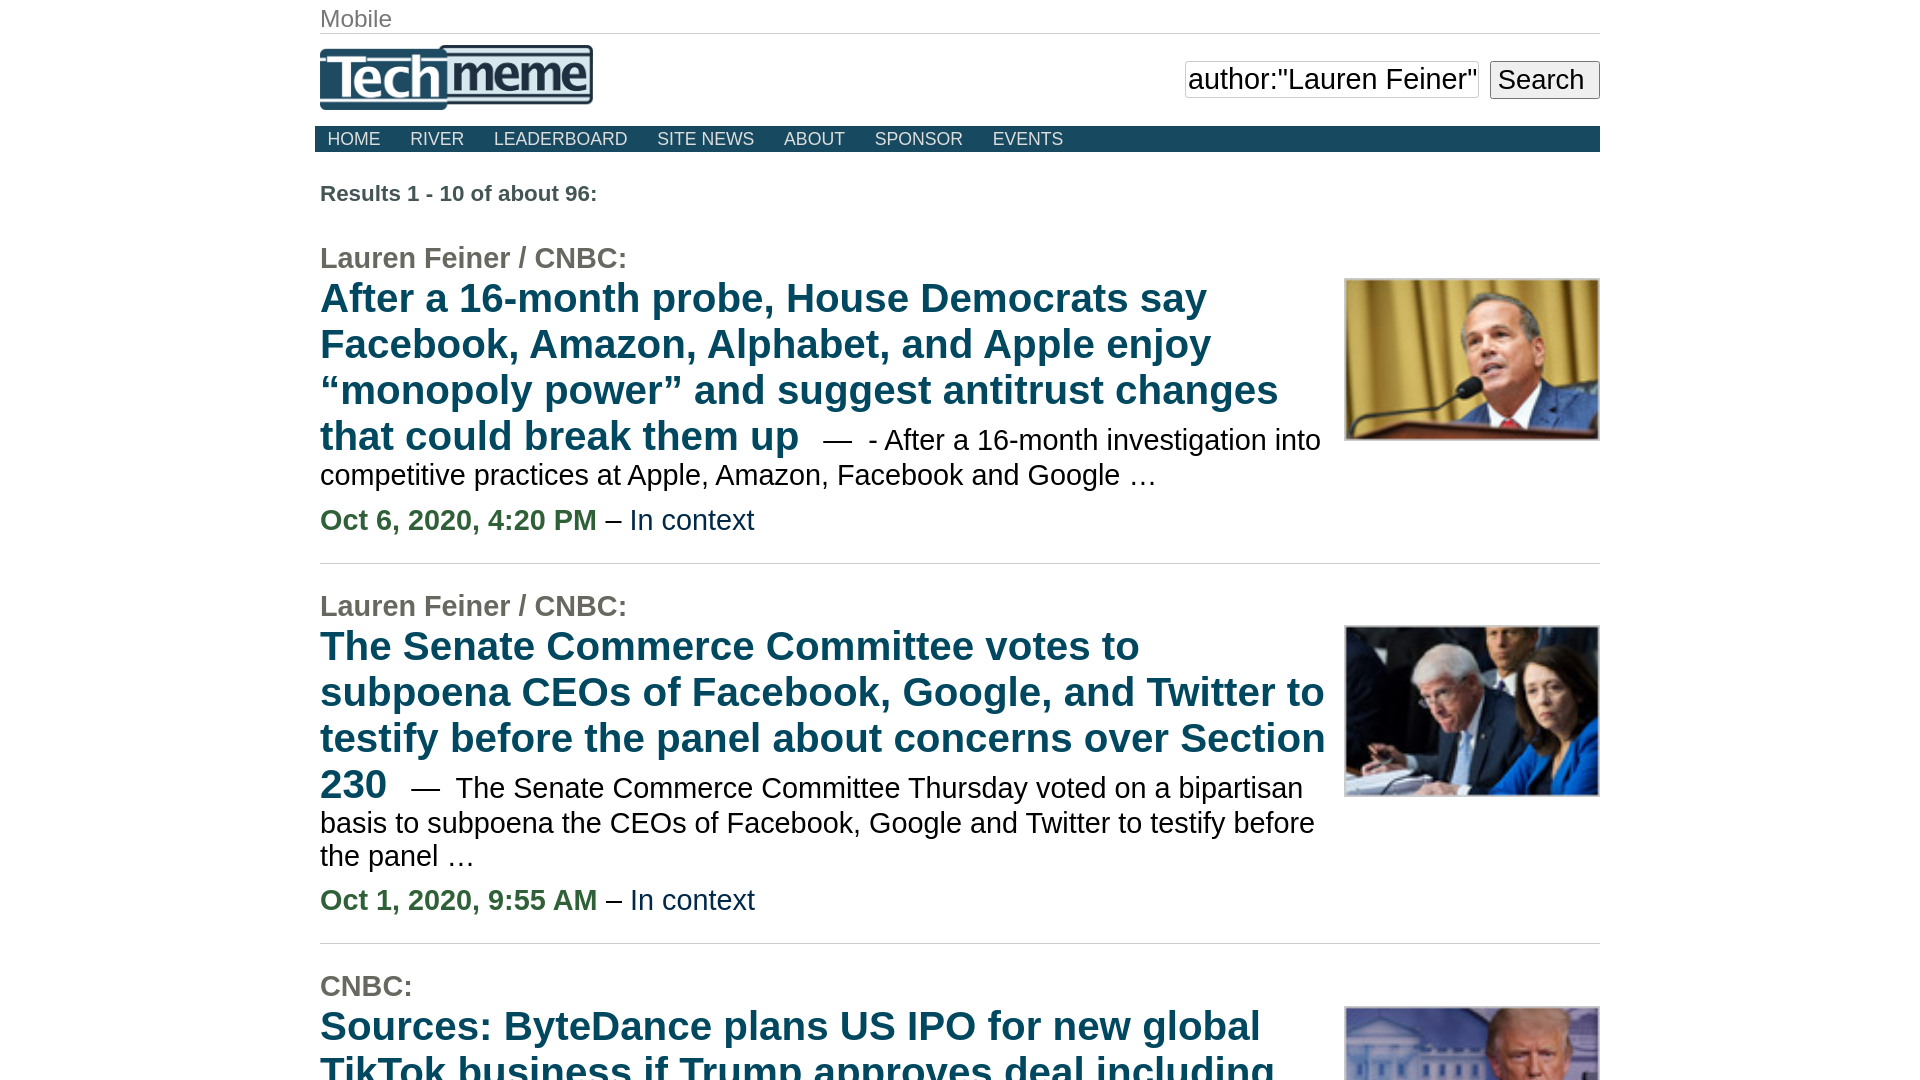 Mobile
Techmeme
author:"Lauren Feiner"
Search
HOME RIVER LEADERBOARD SITE NEWS ABOUT SPONSOR EVENTS
Results 1 - 10 of about 96:
Lauren Feiner / CNBC:
After a 16-month probe, House Democrats say
Facebook, Amazon, Alphabet, and Apple enjoy
“monopoly power” and suggest antitrust changes
that could break them up — - After a 16-month investigation into
competitive practices at Apple, Amazon, Facebook and Google …
Oct 6, 2020, 4:20 PM – In context
Lauren Feiner / CNBC:
The Senate Commerce Committee votes to
subpoena CEOs of Facebook, Google, and Twitter to
testify before the panel about concerns over Section
230 — The Senate Commerce Committee Thursday voted on a bipartisan
basis to subpoena the CEOs of Facebook, Google and Twitter to testify before
the panel …
Oct 1, 2020, 9:55 AM – In context
CNBC:
Sources: ByteDance plans US IPO for new global
TikTok business if Trump approves deal including